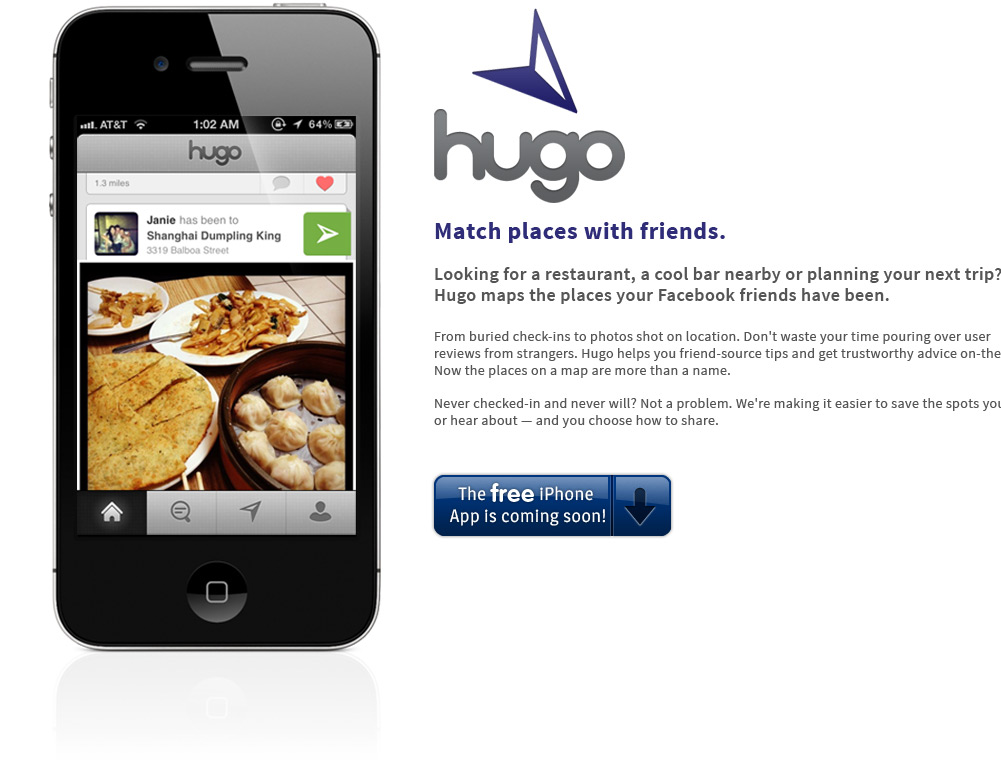 AT&T 1:02 AM 64%
hugo
1.3 miles
Janie has been to
Shanghai Dumpling King
3319 Balboa Street
hugo
Match places with friends.
Looking for a restaurant, a cool bar nearby or planning your next trip?
Hugo maps the places your Facebook friends have been.
From buried check-ins to photos shot on location. Don't waste your time pouring over user
reviews from strangers. Hugo helps you friend-source tips and get trustworthy advice on-the
Now the places on a map are more than a name.
Never checked-in and never will? Not a problem. We're making it easier to save the spots you
or hear about — and you choose how to share.
The free iPhone
App is coming soon!